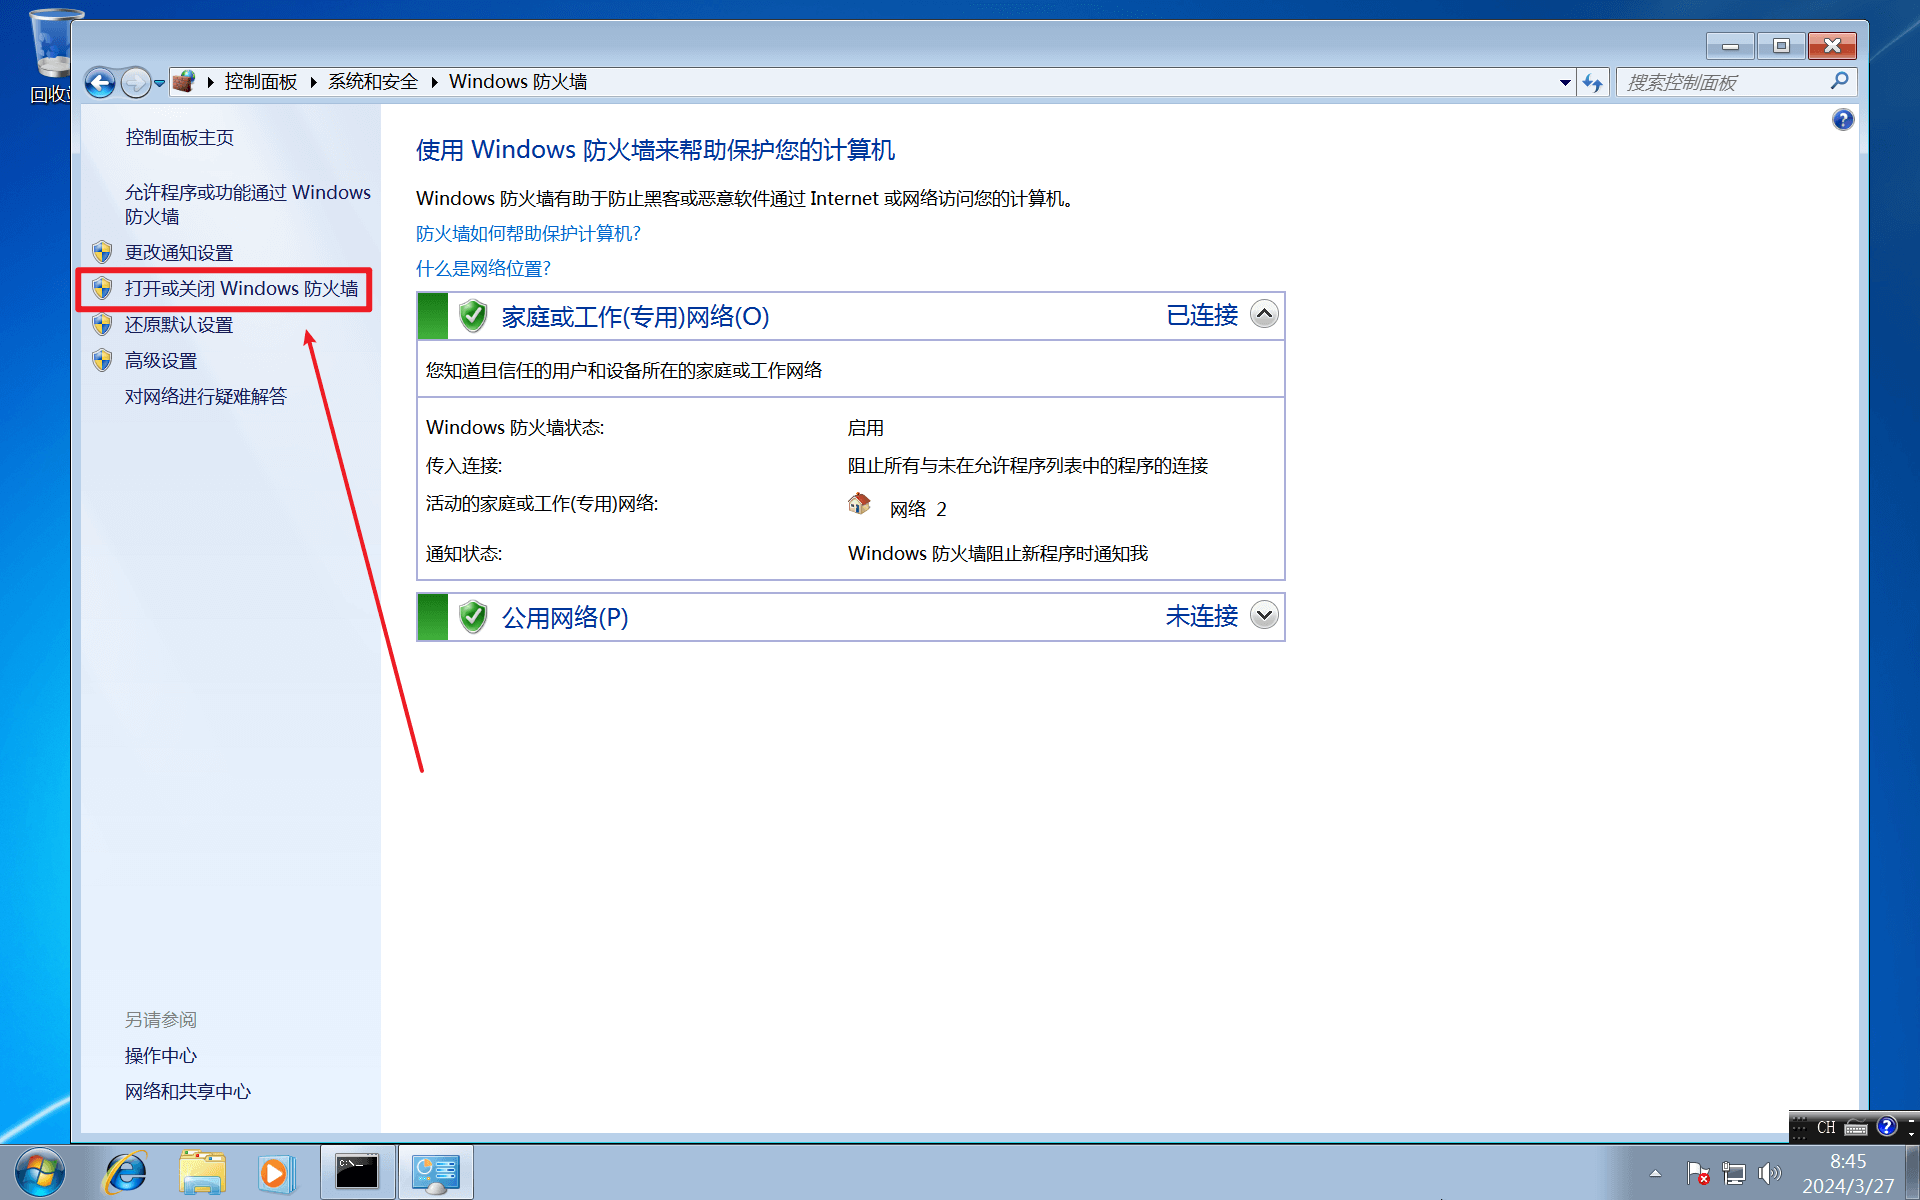 回收
控制面板 系统和安全 Windows 防火墙
搜索控制面板
控制面板主页
允许程序或功能通过 Windows
防火墙
更改通知设置
打开或关闭 Windows 防火墙
还原默认设置
高级设置
对网络进行疑难解答
另请参阅
操作中心
网络和共享中心
使用 Windows 防火墙来帮助保护您的计算机
Windows 防火墙有助于防止黑客或恶意软件通过 Internet 或网络访问您的计算机。
防火墙如何帮助保护计算机?
什么是网络位置?
家庭或工作(专用)网络(O) 已连接
您知道且信任的用户和设备所在的家庭或工作网络
Windows 防火墙状态: 启用
传入连接: 阻止所有与未在允许程序列表中的程序的连接
活动的家庭或工作(专用)网络: 网络 2
通知状态: Windows 防火墙阻止新程序时通知我
公用网络(P) 未连接
CH
C:\_
8:45
2024/3/27